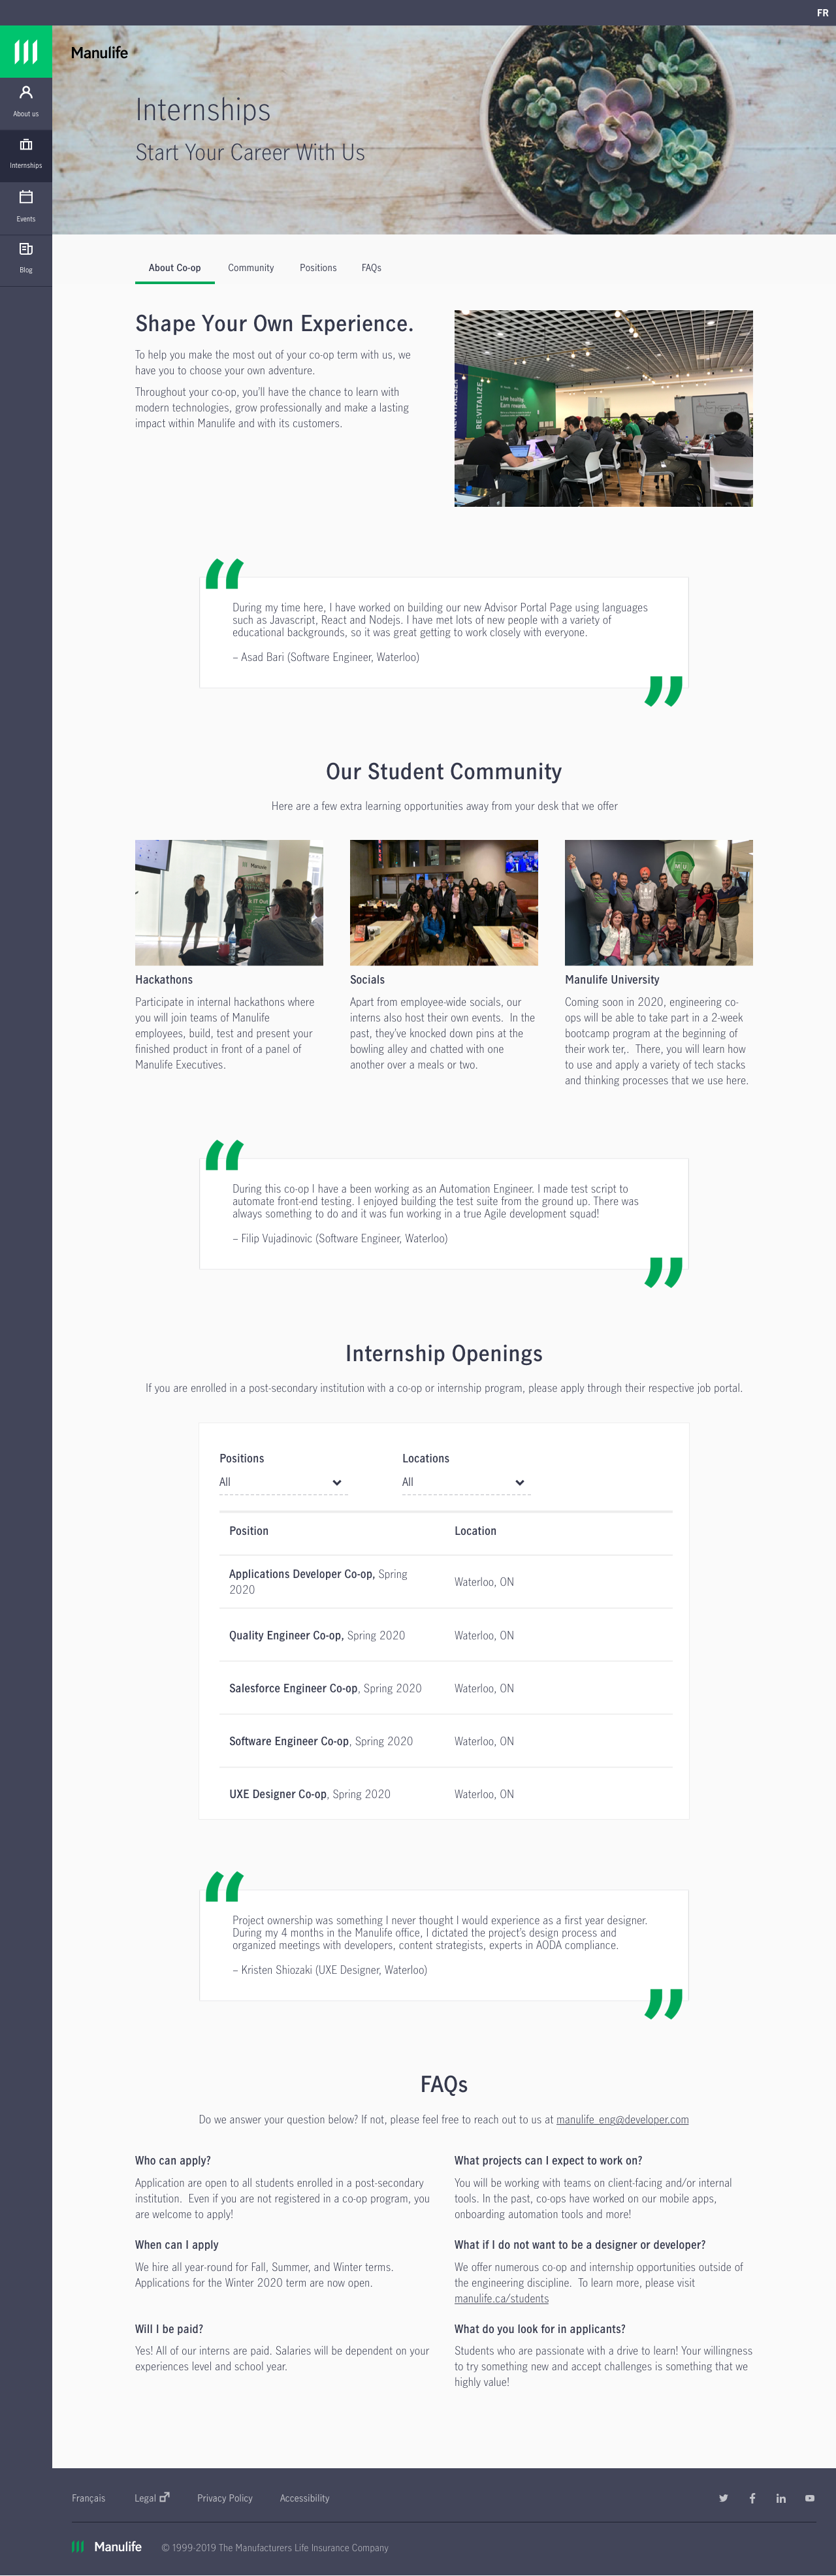 FR
Manulife
Internships
Start Your Career With Us
About us
Internships
Events
Blog
About Co-op
Community
Positions
FAQs
Shape Your Own Experience.
To help you make the most out of your co-op term with us, we
have you to choose your own adventure.
Throughout your co-op, you'll have the chance to learn with
modern technologies, grow professionally and make a lasting
impact within Manulife and with its customers.
RE:VITALIZE
Live healthy.
Earn rewards.
“
During my time here, I have worked on building our new Advisor Portal Page using languages
such as Javascript, React and Nodejs. I have met lots of new people with a variety of
educational backgrounds, so it was great getting to work closely with everyone.
– Asad Bari (Software Engineer, Waterloo)
”
Our Student Community
Here are a few extra learning opportunities away from your desk that we offer
Hackathons
Participate in internal hackathons where
you will join teams of Manulife
employees, build, test and present your
finished product in front of a panel of
Manulife Executives.
Socials
Apart from employee-wide socials, our
interns also host their own events.  In the
past, they've knocked down pins at the
bowling alley and chatted with one
another over a meals or two.
Manulife University
Coming soon in 2020, engineering co-
ops will be able to take part in a 2-week
bootcamp program at the beginning of
their work ter,.  There, you will learn how
to use and apply a variety of tech stacks
and thinking processes that we use here.
“
During this co-op I have a been working as an Automation Engineer. I made test script to
automate front-end testing. I enjoyed building the test suite from the ground up. There was
always something to do and it was fun working in a true Agile development squad!
– Filip Vujadinovic (Software Engineer, Waterloo)
”
Internship Openings
If you are enrolled in a post-secondary institution with a co-op or internship program, please apply through their respective job portal.
Positions
All
Locations
All
Position Location
Applications Developer Co-op, Spring
2020
Waterloo, ON
Quality Engineer Co-op, Spring 2020 Waterloo, ON
Salesforce Engineer Co-op, Spring 2020 Waterloo, ON
Software Engineer Co-op, Spring 2020 Waterloo, ON
UXE Designer Co-op, Spring 2020 Waterloo, ON
“
Project ownership was something I never thought I would experience as a first year designer.
During my 4 months in the Manulife office, I dictated the project's design process and
organized meetings with developers, content strategists, experts in AODA compliance.
– Kristen Shiozaki (UXE Designer, Waterloo)
”
FAQs
Do we answer your question below? If not, please feel free to reach out to us at manulife_eng@developer.com
Who can apply?
Application are open to all students enrolled in a post-secondary
institution.  Even if you are not registered in a co-op program, you
are welcome to apply!
What projects can I expect to work on?
You will be working with teams on client-facing and/or internal
tools. In the past, co-ops have worked on our mobile apps,
onboarding automation tools and more!
When can I apply
We hire all year-round for Fall, Summer, and Winter terms.
Applications for the Winter 2020 term are now open.
What if I do not want to be a designer or developer?
We offer numerous co-op and internship opportunities outside of
the engineering discipline.  To learn more, please visit
manulife.ca/students
Will I be paid?
Yes! All of our interns are paid. Salaries will be dependent on your
experiences level and school year.
What do you look for in applicants?
Students who are passionate with a drive to learn! Your willingness
to try something new and accept challenges is something that we
highly value!
Français
Legal
Privacy Policy
Accessibility
Manulife
© 1999-2019 The Manufacturers Life Insurance Company